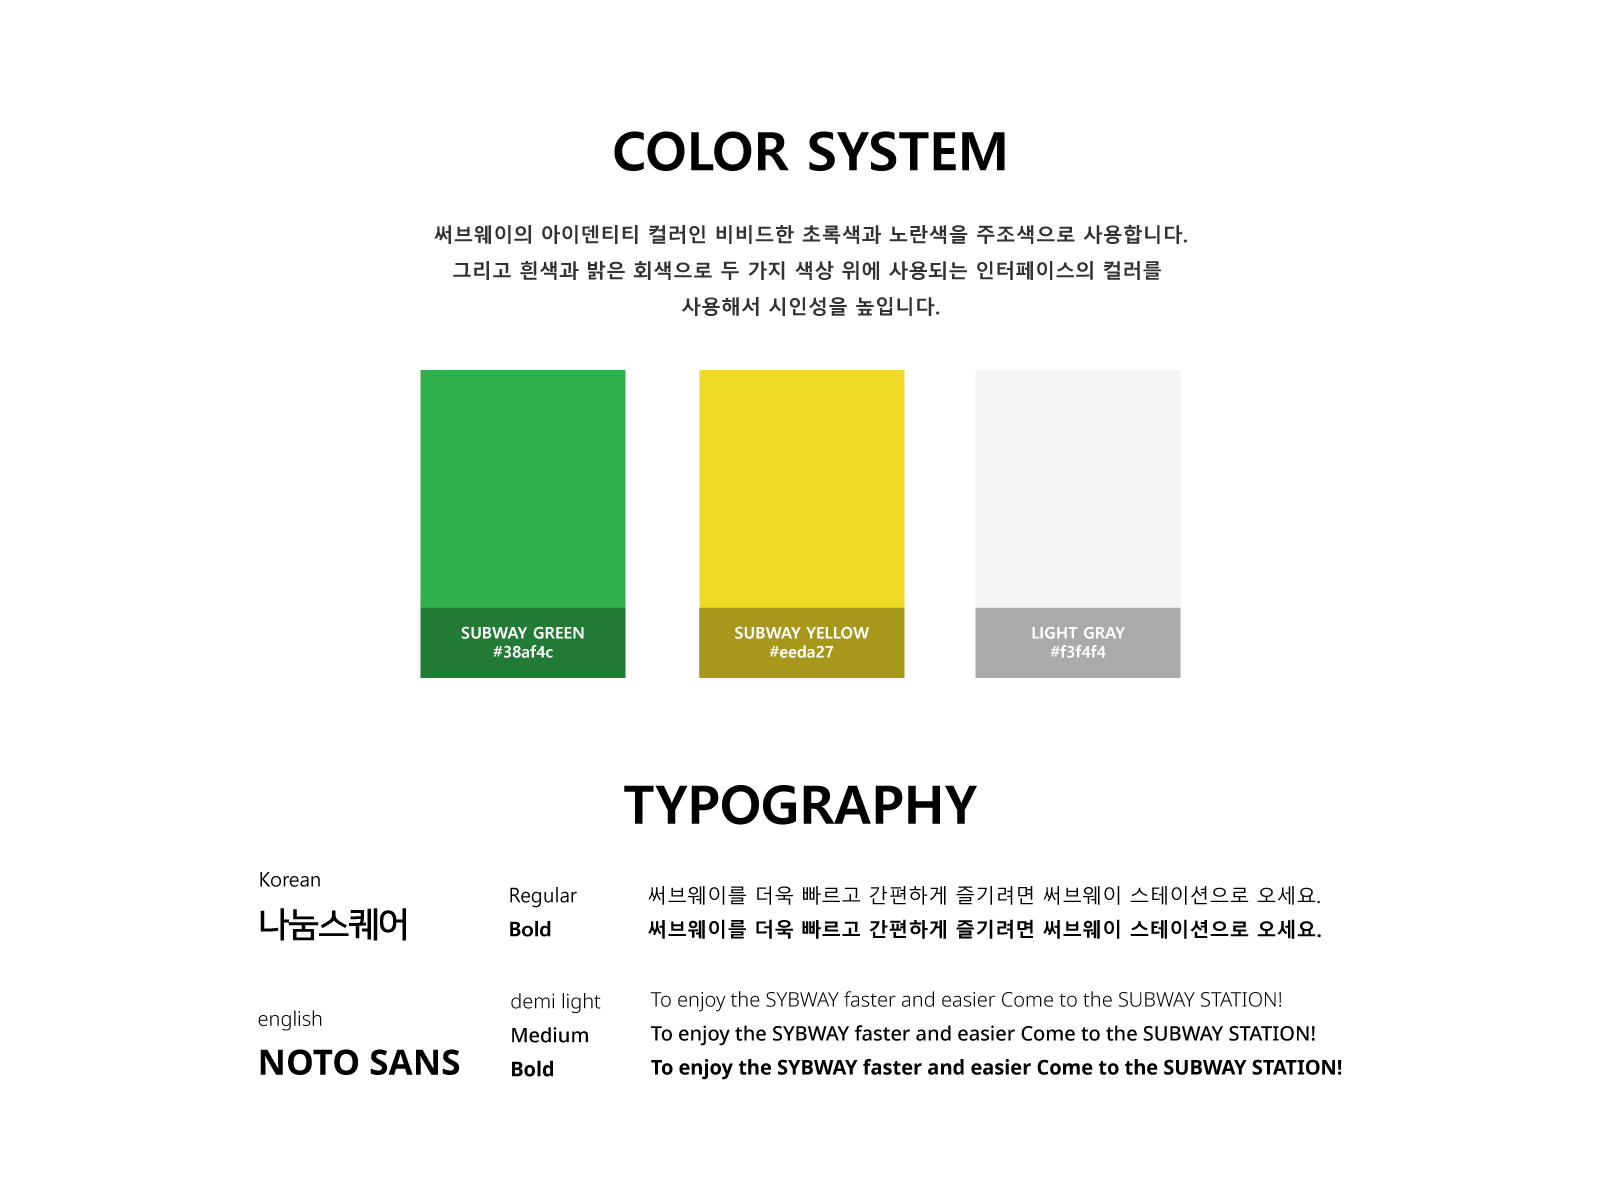 COLOR SYSTEM
써브웨이의 아이덴티티 컬러인 비비드한 초록색과 노란색을 주조색으로 사용합니다.
그리고 흰색과 밝은 회색으로 두 가지 색상 위에 사용되는 인터페이스의 컬러를
사용해서 시인성을 높입니다.
SUBWAY GREEN
#38af4c
SUBWAY YELLOW
#eeda27
LIGHT GRAY
#f3f4f4
TYPOGRAPHY
Korean
나눔스퀘어
Regular
써브웨이를 더욱 빠르고 간편하게 즐기려면 써브웨이 스테이션으로 오세요.
Bold
써브웨이를 더욱 빠르고 간편하게 즐기려면 써브웨이 스테이션으로 오세요.
english
NOTO SANS
demi light
To enjoy the SYBWAY faster and easier Come to the SUBWAY STATION!
Medium
To enjoy the SYBWAY faster and easier Come to the SUBWAY STATION!
Bold
To enjoy the SYBWAY faster and easier Come to the SUBWAY STATION!